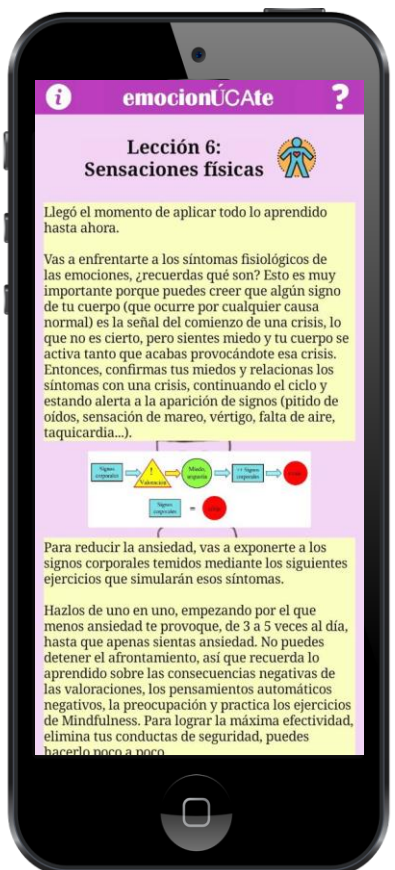 i
emocionÚCAte
?
Lección 6:
Sensaciones físicas
Llegó el momento de aplicar todo lo aprendido
hasta ahora.
Vas a enfrentarte a los síntomas fisiológicos de
las emociones, ¿recuerdas qué son? Esto es muy
importante porque puedes creer que algún signo
de tu cuerpo (que ocurre por cualquier causa
normal) es la señal del comienzo de una crisis, lo
que no es cierto, pero sientes miedo y tu cuerpo se
activa tanto que acabas provocándote esa crisis.
Entonces, confirmas tus miedos y relacionas los
síntomas con una crisis, continuando el ciclo y
estando alerta a la aparición de signos (pitido de
oídos, sensación de mareo, vértigo, falta de aire,
taquicardia...).
Signos
corporales
!
Valoración
Miedo,
angustia
++ Signos
corporales
Signos
corporales
=
Para reducir la ansiedad, vas a exponerte a los
signos corporales temidos mediante los siguientes
ejercicios que simularán esos síntomas.
Hazlos de uno en uno, empezando por el que
menos ansiedad te provoque, de 3 a 5 veces al día,
hasta que apenas sientas ansiedad. No puedes
detener el afrontamiento, así que recuerda lo
aprendido sobre las consecuencias negativas de
las valoraciones, los pensamientos automáticos
negativos, la preocupación y practica los ejercicios
de Mindfulness. Para lograr la máxima efectividad,
elimina tus conductas de seguridad, puedes
hacerlo poco a poco